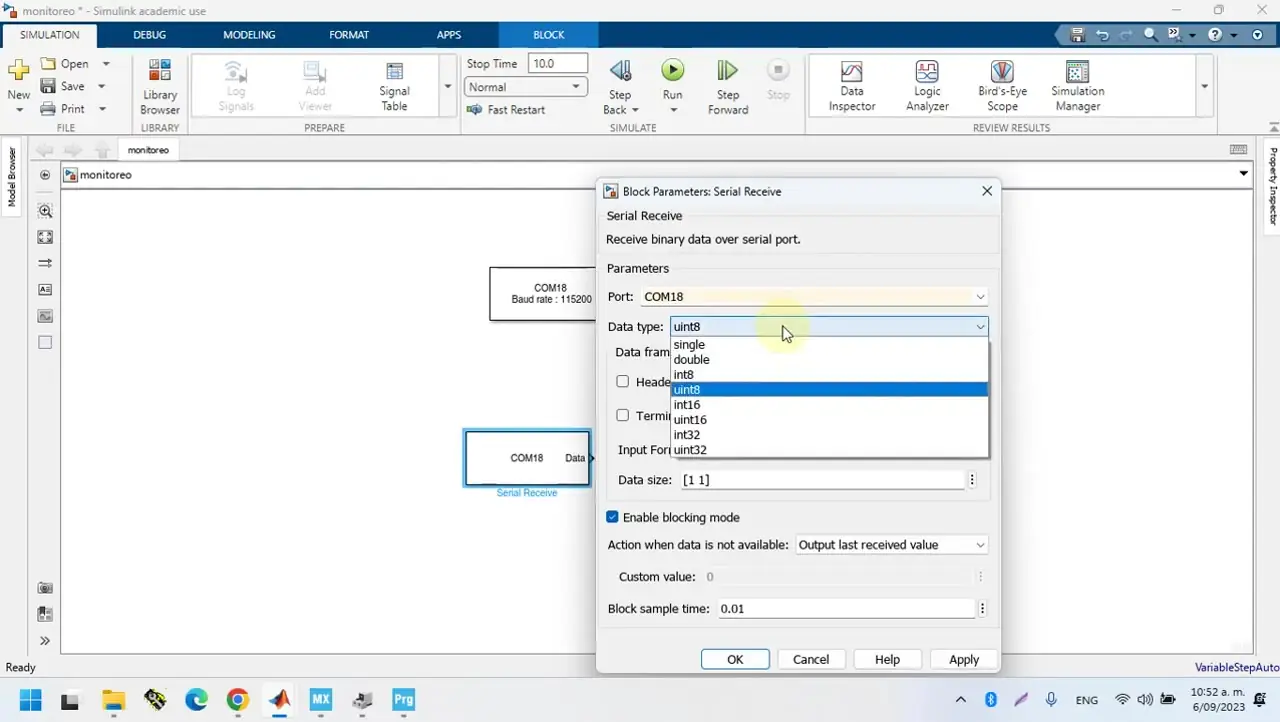 monitoreo * - Simulink academic use
SIMULATION
DEBUG
MODELING
FORMAT
APPS
BLOCK
New
Open
Save
Print
FILE
Library
Browser
LIBRARY
Log
Signals
Add
Viewer
Signal
Table
PREPARE
Stop Time
10.0
Normal
Fast Restart
Step
Back
Run
Step
Forward
Stop
SIMULATE
Data
Inspector
Logic
Analyzer
Bird's-Eye
Scope
Simulation
Manager
REVIEW RESULTS
Model Browser
monitoreo
monitoreo
Property Inspector
COM18
Baud rate : 115200
COM18
Data
Serial Receive
Block Parameters: Serial Receive
Serial Receive
Receive binary data over serial port.
Parameters
Port:
COM18
Data type:
uint8
single
double
int8
uint8
int16
uint16
int32
uint32
Data fram
Heade
Termi
Input For
Data size:
[1 1]
Enable blocking mode
Action when data is not available:
Output last received value
Custom value:
0
Block sample time:
0.01
OK
Cancel
Help
Apply
Ready
VariableStepAuto
MX
Prg
ENG
10:52 a. m.
6/09/2023